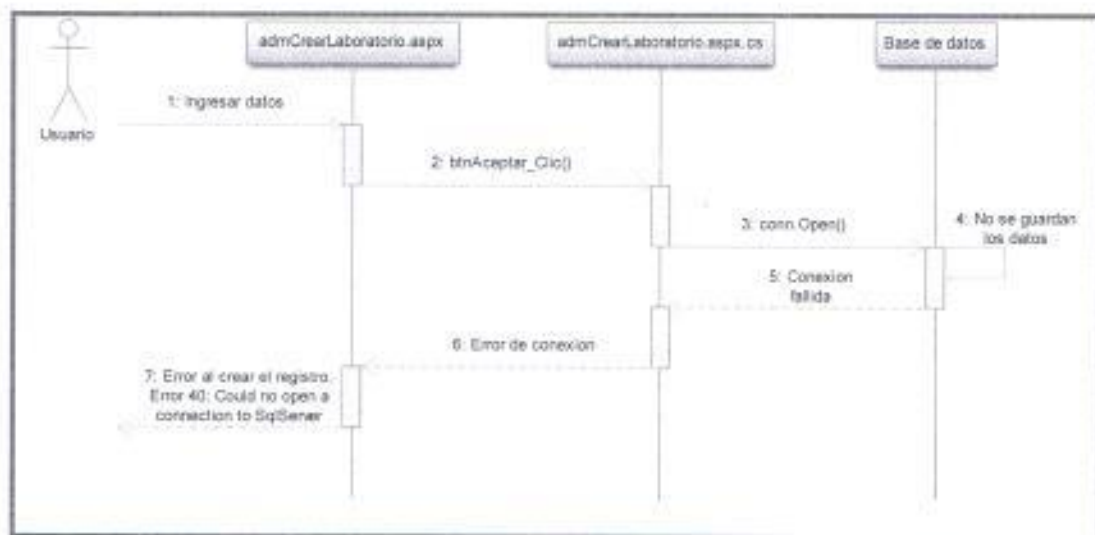 admCrearLaboratorio.aspx
admCrearLaboratorio.aspx.cs
Base de datos
Usuario
1: Ingresar datos
2: btnAceptar_Clic()
3: conn.Open()
4: No se guardan
los datos
5: Conexion
fallida
6: Error de conexion
7: Error al crear el registro.
Error 40: Could no open a
connection to SqlServer